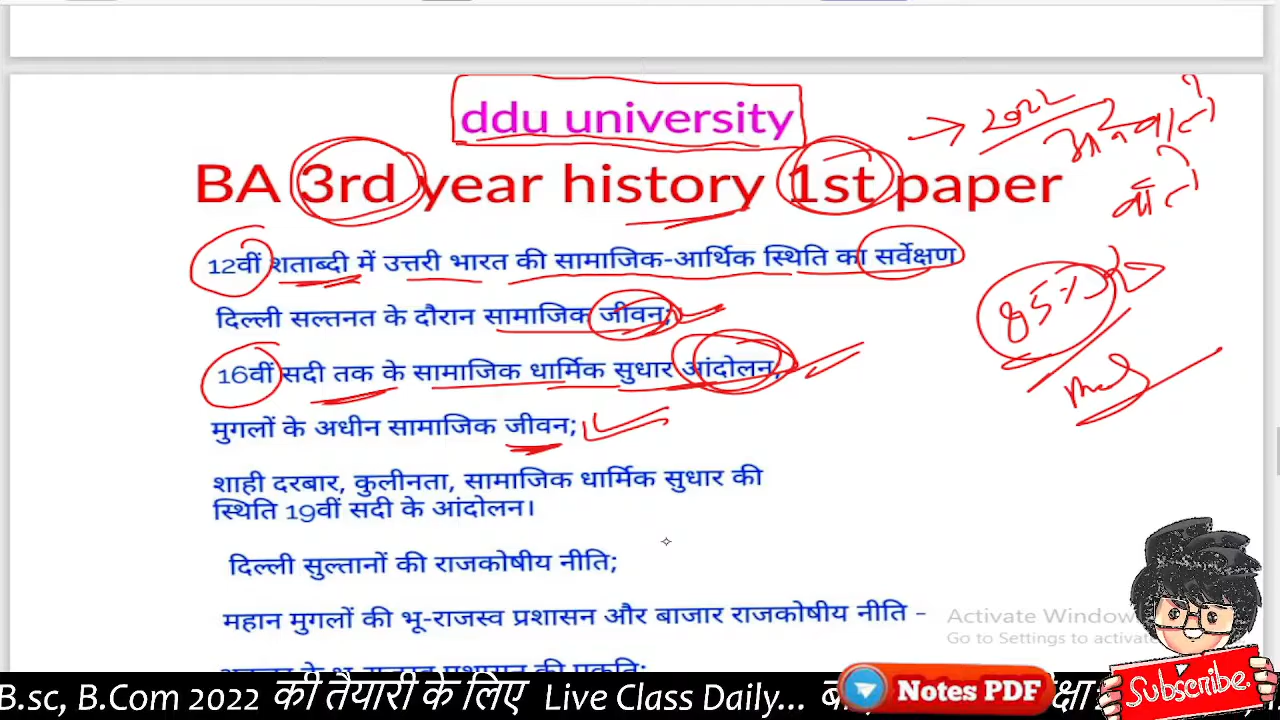 ddu university
BA 3rd year history 1st paper
2022
85%
12वीं शताब्दी में उत्तरी भारत की सामाजिक-आर्थिक स्थिति का सर्वेक्षण
दिल्ली सल्तनत के दौरान सामाजिक जीवन;
16वीं सदी तक के सामाजिक धार्मिक सुधार आंदोलन,
मुगलों के अधीन सामाजिक जीवन;
शाही दरबार, कुलीनता, सामाजिक धार्मिक सुधार की
स्थिति 19वीं सदी के आंदोलन।
दिल्ली सुल्तानों की राजकोषीय नीति;
महान मुगलों की भू-राजस्व प्रशासन और बाजार राजकोषीय नीति -
Activate Window
Go to Settings to activat
B.sc, B.Com 2022 की तैयारी के लिए Live Class Daily...
Notes PDF
Subscribe.